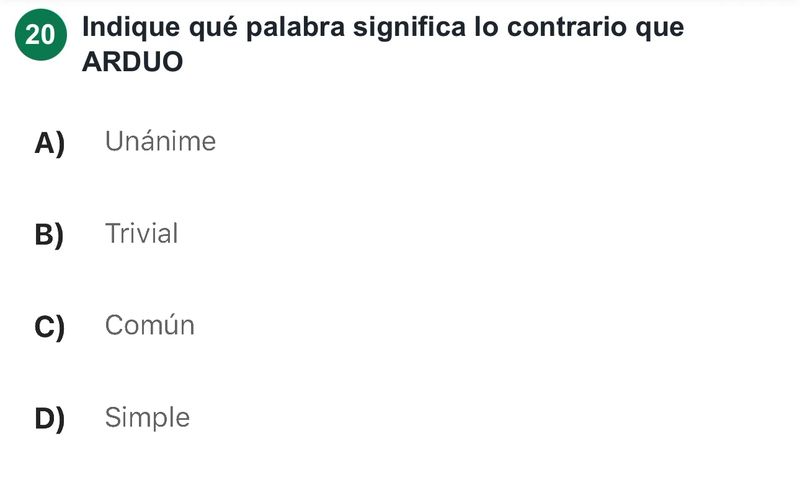 20 Indique qué palabra significa lo contrario que
ARDUO
A) Unánime
B) Trivial
C) Común
D) Simple